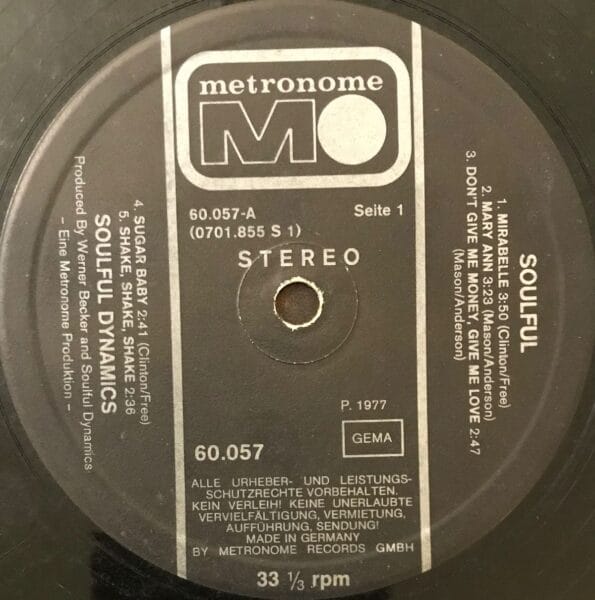 metronome
MO
60.057-A Seite 1
(0701.855 S 1)
STEREO
SOULFUL
1. MIRABELLE 3:50 (Clinton/Free)
2. MARY ANN 3:23 (Mason/Anderson)
3. DON'T GIVE ME MONEY, GIVE ME LOVE 2:47
(Mason/Anderson)
4. SUGAR BABY 2:41 (Clinton/Free)
5. SHAKE, SHAKE, SHAKE 2:36
SOULFUL DYNAMICS
Produced By Werner Becker and Soulful Dynamics
– Eine Metronome Produktion –
P. 1977
60.057
GEMA
ALLE URHEBER- UND LEISTUNGS-
SCHUTZRECHTE VORBEHALTEN.
KEIN VERLEIH! KEINE UNERLAUBTE
VERVIELFÄLTIGUNG, VERMIETUNG,
AUFFÜHRUNG, SENDUNG!
MADE IN GERMANY
BY METRONOME RECORDS GMBH
33 ⅓ rpm